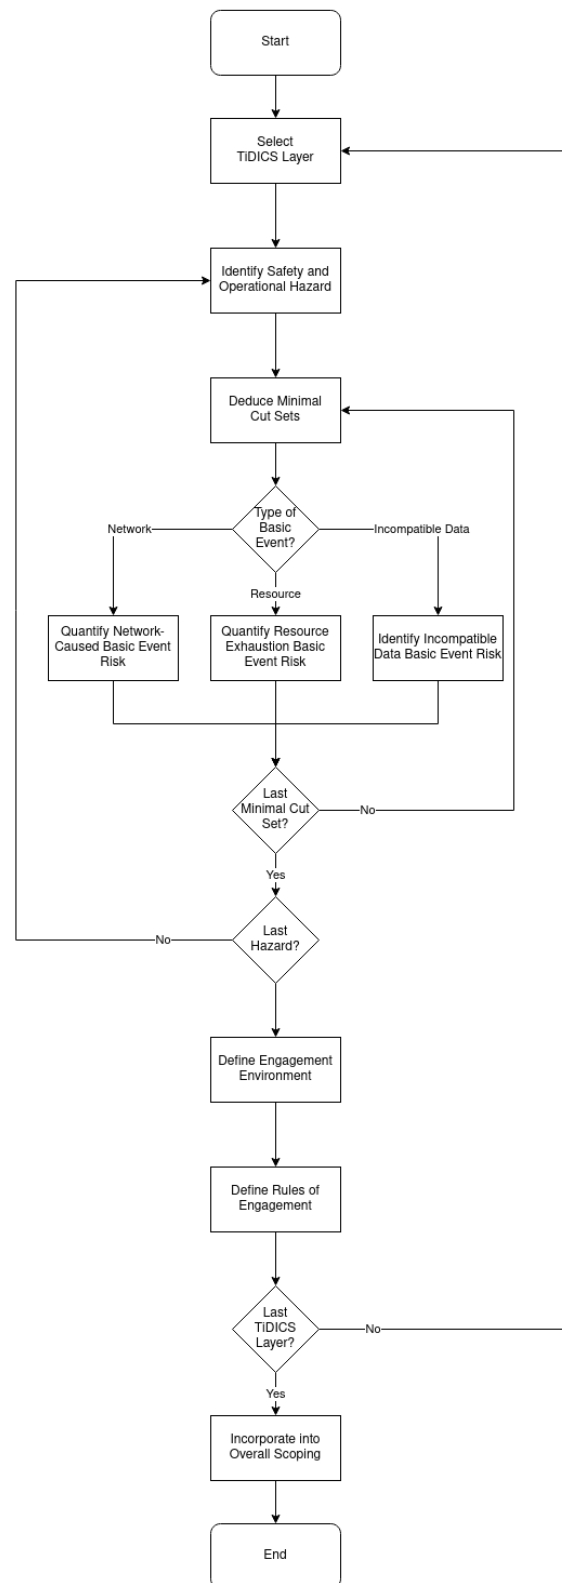 Start
Select
TiDICS Layer
Identify Safety and
Operational Hazard
Deduce Minimal
Cut Sets
Type of
Basic
Event?
Network
Incompatible Data
Resource
Quantify Network-
Caused Basic Event
Risk
Quantify Resource
Exhaustion Basic
Event Risk
Identify Incompatible
Data Basic Event Risk
Last
Minimal Cut
Set?
No
Yes
Last
Hazard?
No
Define Engagement
Environment
Define Rules of
Engagement
Last
TiDICS
Layer?
No
Yes
Incorporate into
Overall Scoping
End